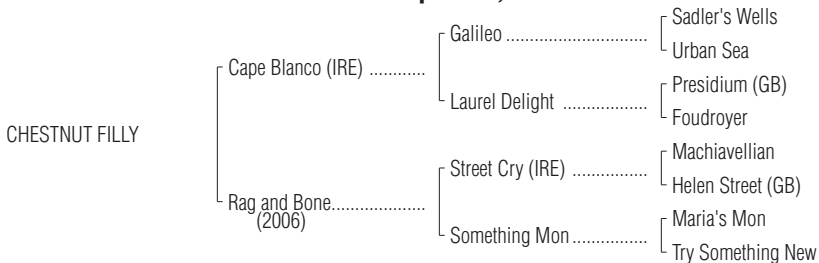 Sadler's Wells
Galileo ................................
Urban Sea
Cape Blanco (IRE) ............
Presidium (GB)
Laurel Delight ...................
Foudroyer
CHESTNUT FILLY
Machiavellian
Street Cry (IRE) .................
Helen Street (GB)
Rag and Bone.....................
(2006)
Maria's Mon
Something Mon.................
Try Something New